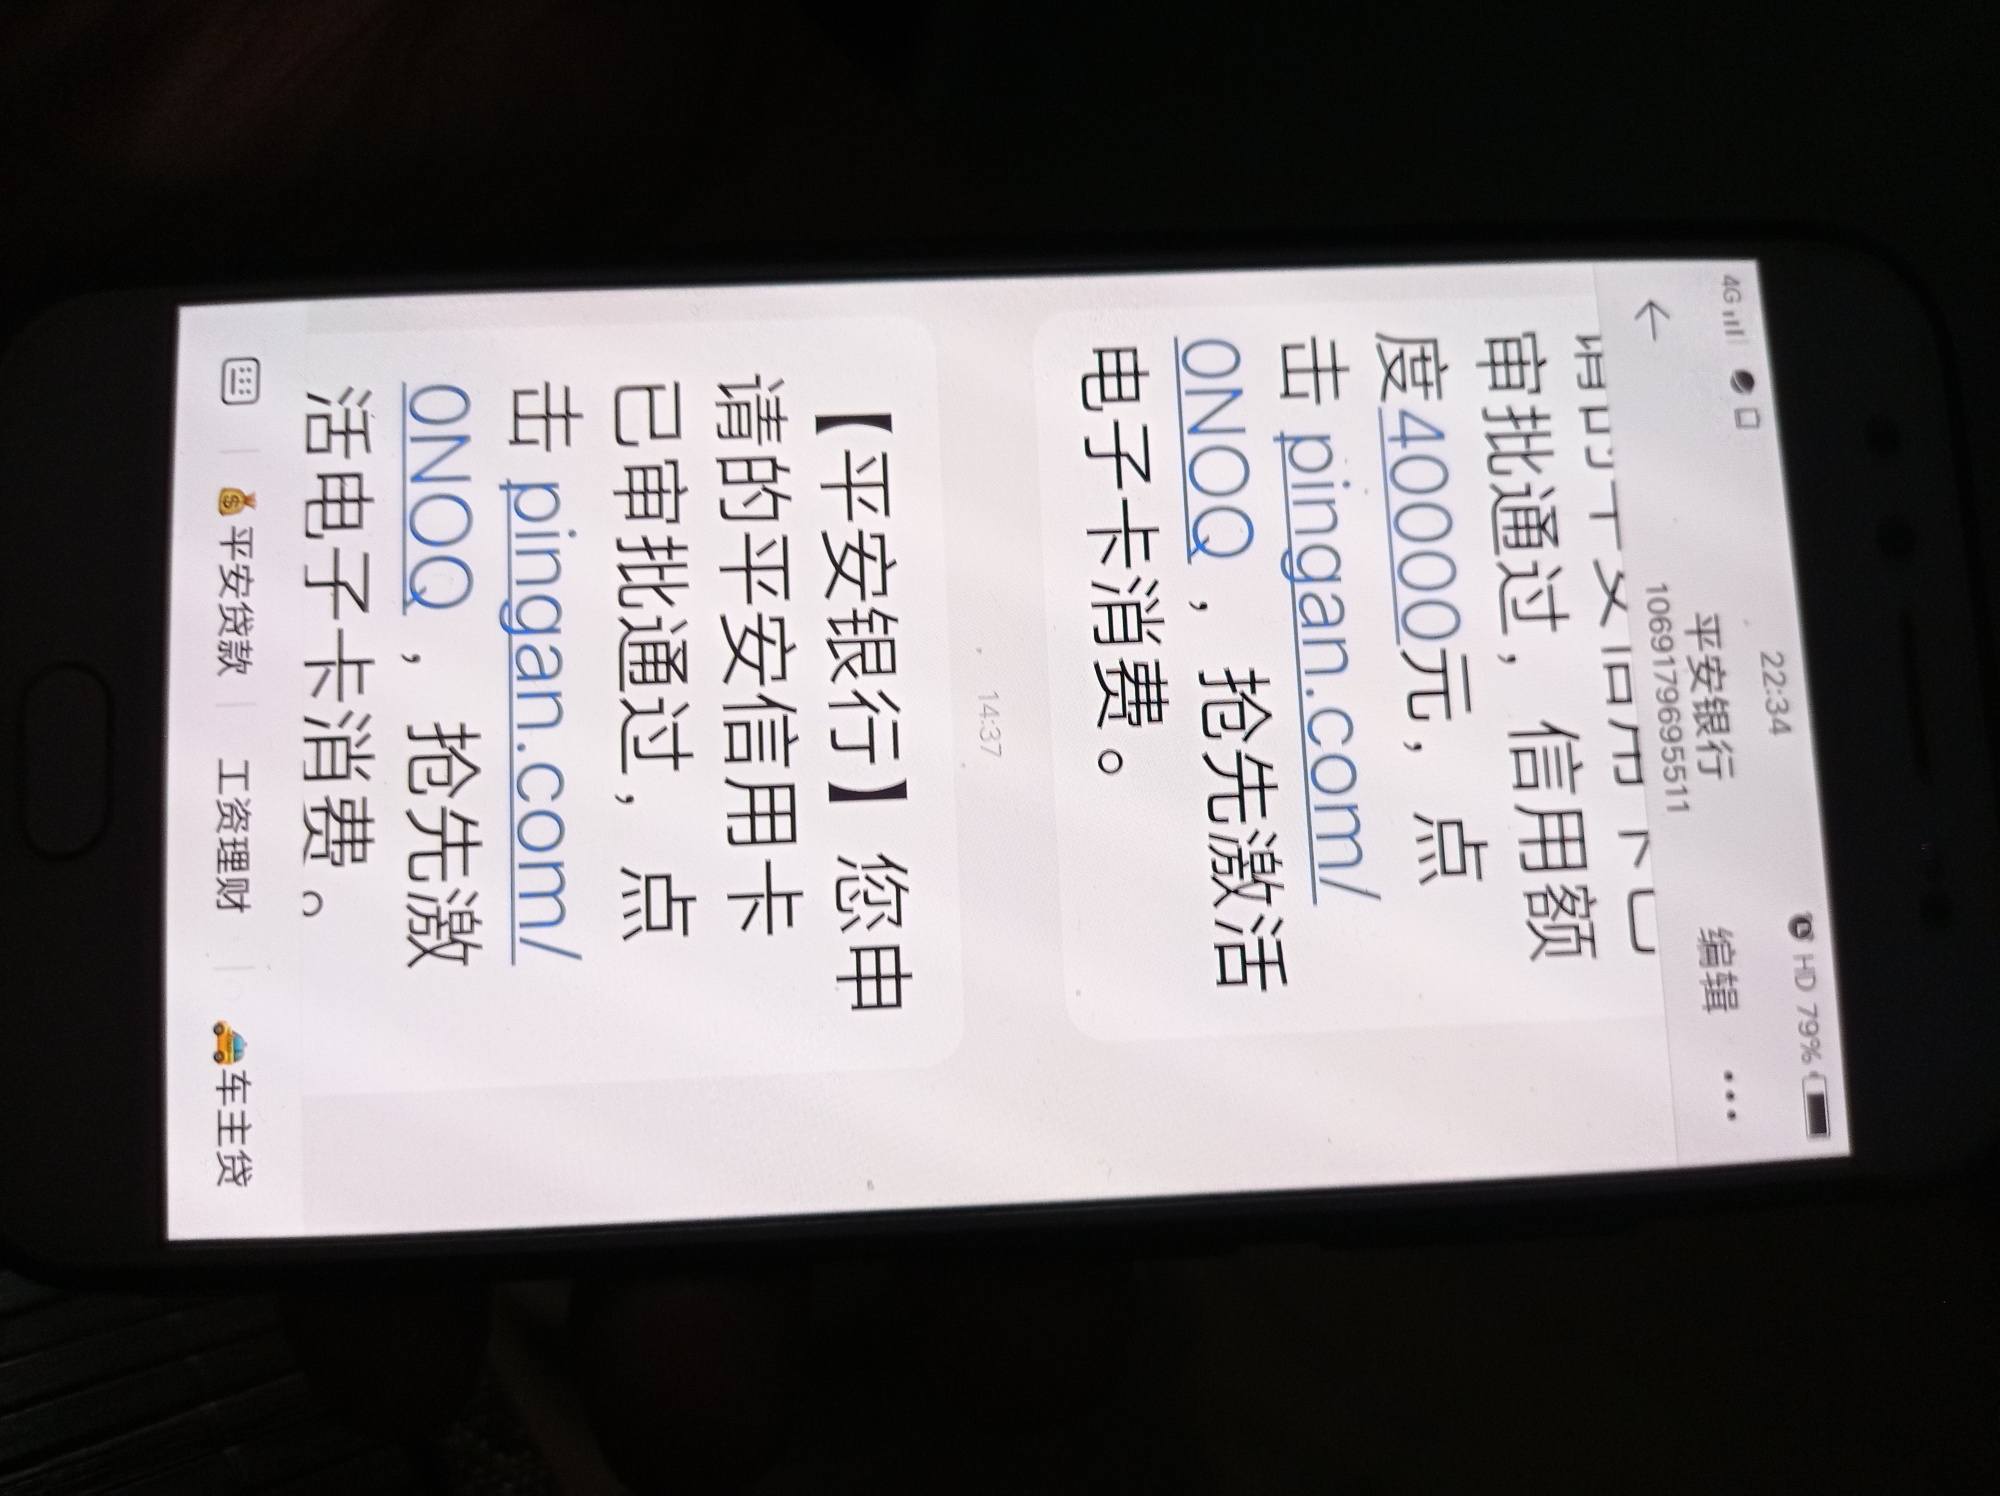 4G
22:34
HD 79%
平安银行
10691796955511
编辑
审批通过，信用额
度40000元，点
击 pingan.com/
0NOQ ，抢先激活
电子卡消费。
14:37
【平安银行】您申
请的平安信用卡
已审批通过，点
击 pingan.com/
0NOQ ，抢先激
活电子卡消费。
平安贷款
工资理财
车主贷